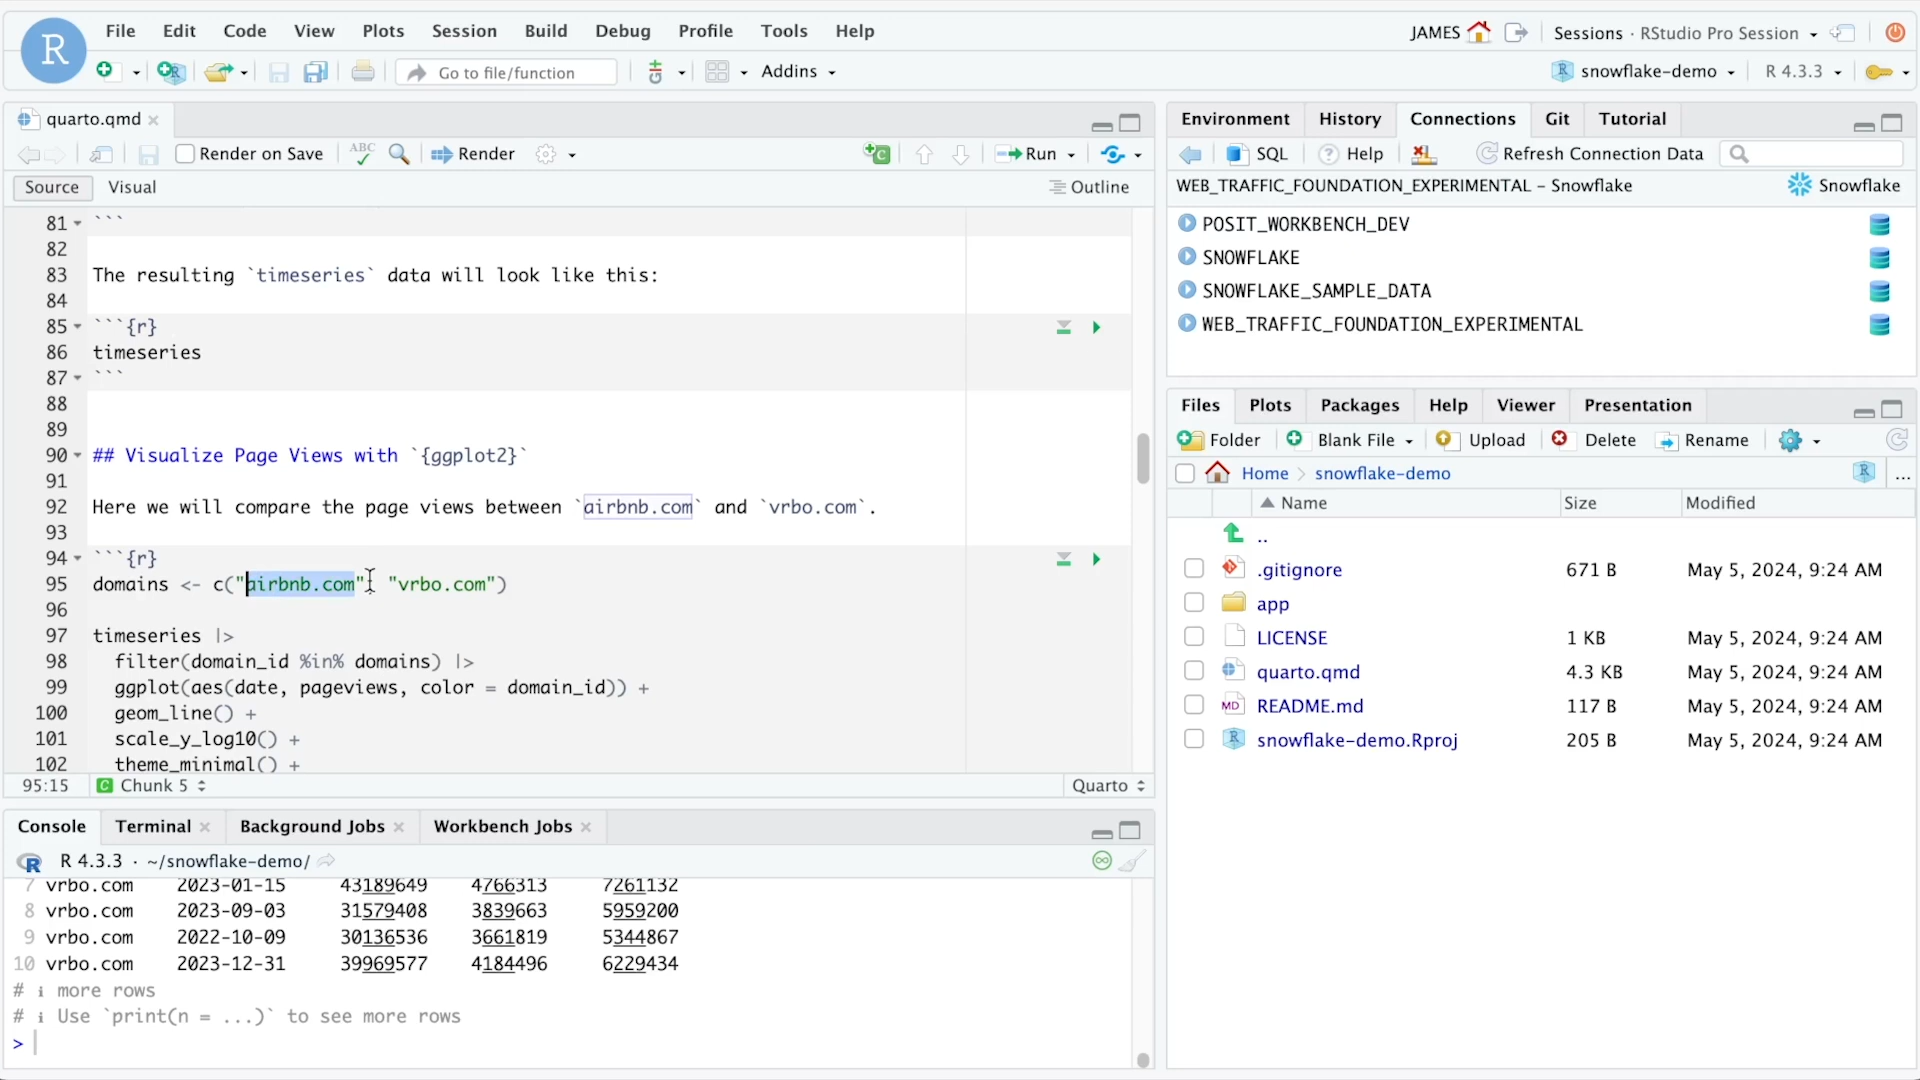 R
File Edit Code View Plots Session Build Debug Profile Tools Help
JAMES
Sessions · RStudio Pro Session
Go to file/function
Addins
snowflake-demo
R 4.3.3
quarto.qmd
Render on Save
ABC
Render
Run
Source
Visual
Outline
81 ```
82
83 The resulting `timeseries` data will look like this:
84
85 ```{r}
86 timeseries
87 ```
88
89
90 ## Visualize Page Views with `{ggplot2}`
91
92 Here we will compare the page views between `airbnb.com` and `vrbo.com`.
93
94 ```{r}
95 domains <- c("airbnb.com", "vrbo.com")
96
97 timeseries |>
98   filter(domain_id %in% domains) |>
99   ggplot(aes(date, pageviews, color = domain_id)) +
100   geom_line() +
101   scale_y_log10() +
102   theme_minimal() +
95:15
C Chunk 5
Quarto
Console Terminal Background Jobs Workbench Jobs
R R 4.3.3 · ~/snowflake-demo/
7 vrbo.com 2023-01-15 43189649 4766313 7261132
8 vrbo.com 2023-09-03 31579408 3839663 5959200
9 vrbo.com 2022-10-09 30136536 3661819 5344867
10 vrbo.com 2023-12-31 39969577 4184496 6229434
# ℹ more rows
# ℹ Use `print(n = ...)` to see more rows
>
Environment History Connections Git Tutorial
SQL
Help
Refresh Connection Data
WEB_TRAFFIC_FOUNDATION_EXPERIMENTAL – Snowflake
Snowflake
POSIT_WORKBENCH_DEV
SNOWFLAKE
SNOWFLAKE_SAMPLE_DATA
WEB_TRAFFIC_FOUNDATION_EXPERIMENTAL
Files Plots Packages Help Viewer Presentation
Folder
Blank File
Upload
Delete
Rename
Home > snowflake-demo
...
Name Size Modified
..
.gitignore 671 B May 5, 2024, 9:24 AM
app
LICENSE 1 KB May 5, 2024, 9:24 AM
quarto.qmd 4.3 KB May 5, 2024, 9:24 AM
MD README.md 117 B May 5, 2024, 9:24 AM
R snowflake-demo.Rproj 205 B May 5, 2024, 9:24 AM